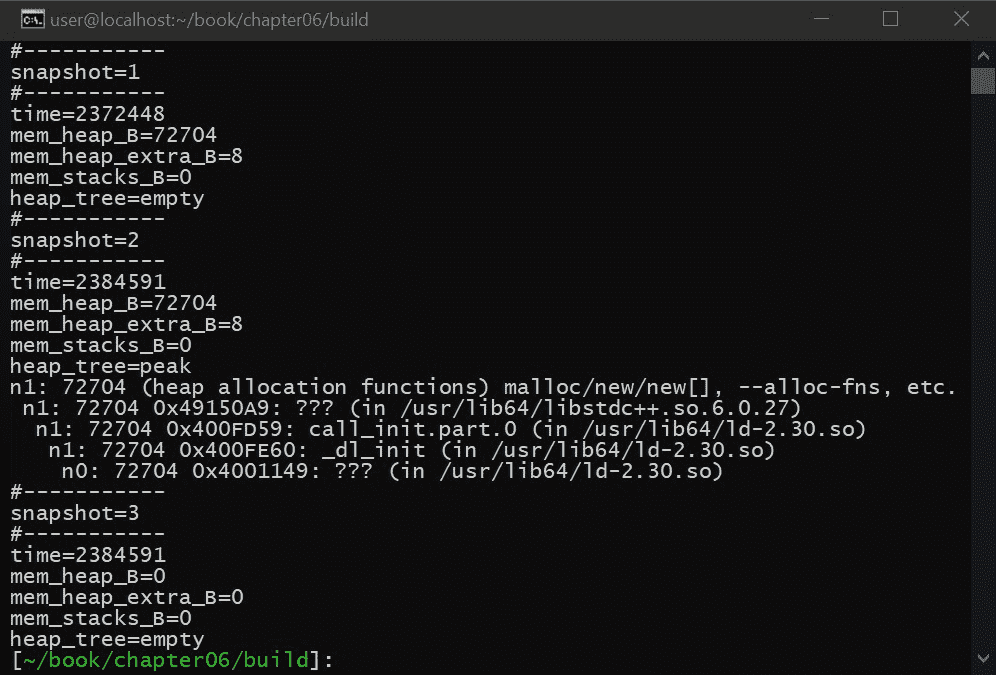 user@localhost:~/book/chapter06/build
#-----------
snapshot=1
#-----------
time=2372448
mem_heap_B=72704
mem_heap_extra_B=8
mem_stacks_B=0
heap_tree=empty
#-----------
snapshot=2
#-----------
time=2384591
mem_heap_B=72704
mem_heap_extra_B=8
mem_stacks_B=0
heap_tree=peak
n1: 72704 (heap allocation functions) malloc/new/new[], --alloc-fns, etc.
 n1: 72704 0x49150A9: ??? (in /usr/lib64/libstdc++.so.6.0.27)
  n1: 72704 0x400FD59: call_init.part.0 (in /usr/lib64/ld-2.30.so)
   n1: 72704 0x400FE60: _dl_init (in /usr/lib64/ld-2.30.so)
    n0: 72704 0x4001149: ??? (in /usr/lib64/ld-2.30.so)
#-----------
snapshot=3
#-----------
time=2384591
mem_heap_B=0
mem_heap_extra_B=0
mem_stacks_B=0
heap_tree=empty
[~/book/chapter06/build]: